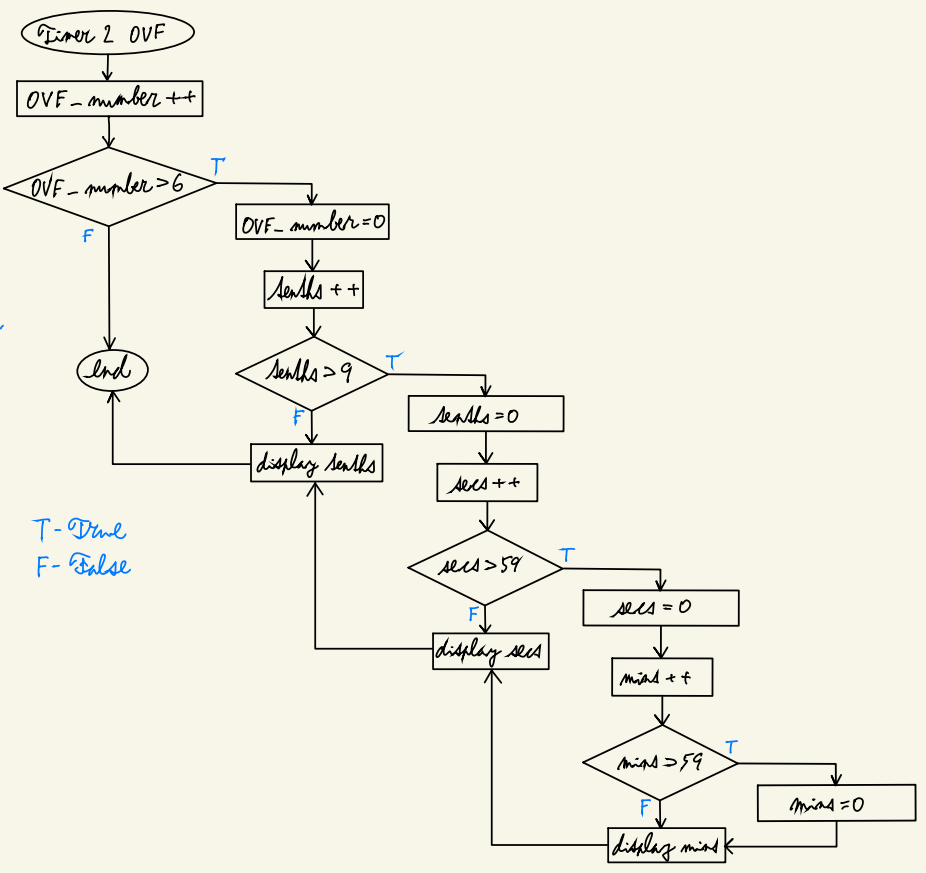 Timer 2 OVF
OVF_number++
OVF_number>6
T
F
OVF_number=0
tenths++
tenths>9
T
F
end
display tenths
tenths=0
secs++
secs>59
T
F
display secs
secs=0
mins++
mins>59
T
F
mins=0
display mins
T-True
F-False